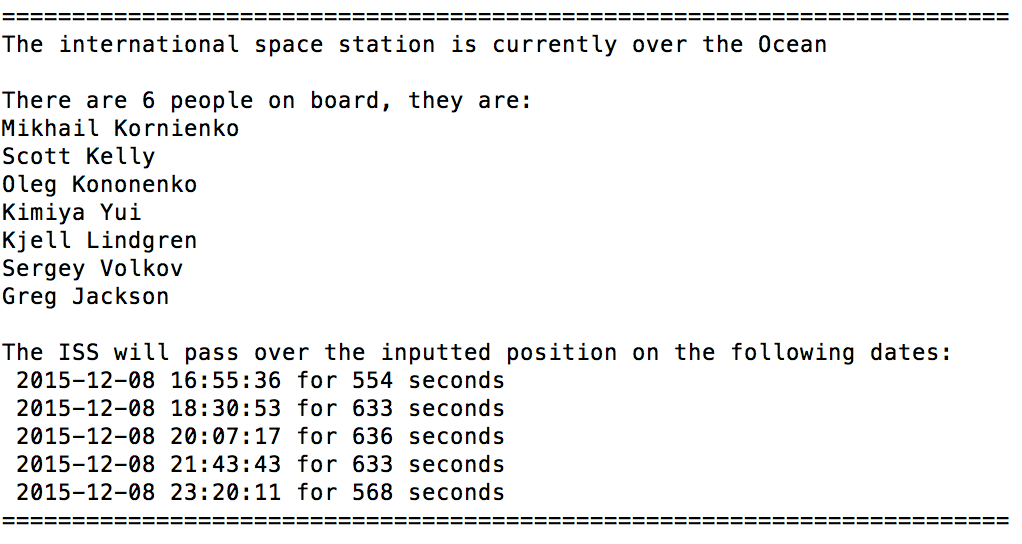 ========================================================================
The international space station is currently over the Ocean

There are 6 people on board, they are:
Mikhail Kornienko
Scott Kelly
Oleg Kononenko
Kimiya Yui
Kjell Lindgren
Sergey Volkov
Greg Jackson

The ISS will pass over the inputted position on the following dates:
 2015-12-08 16:55:36 for 554 seconds
 2015-12-08 18:30:53 for 633 seconds
 2015-12-08 20:07:17 for 636 seconds
 2015-12-08 21:43:43 for 633 seconds
 2015-12-08 23:20:11 for 568 seconds
========================================================================